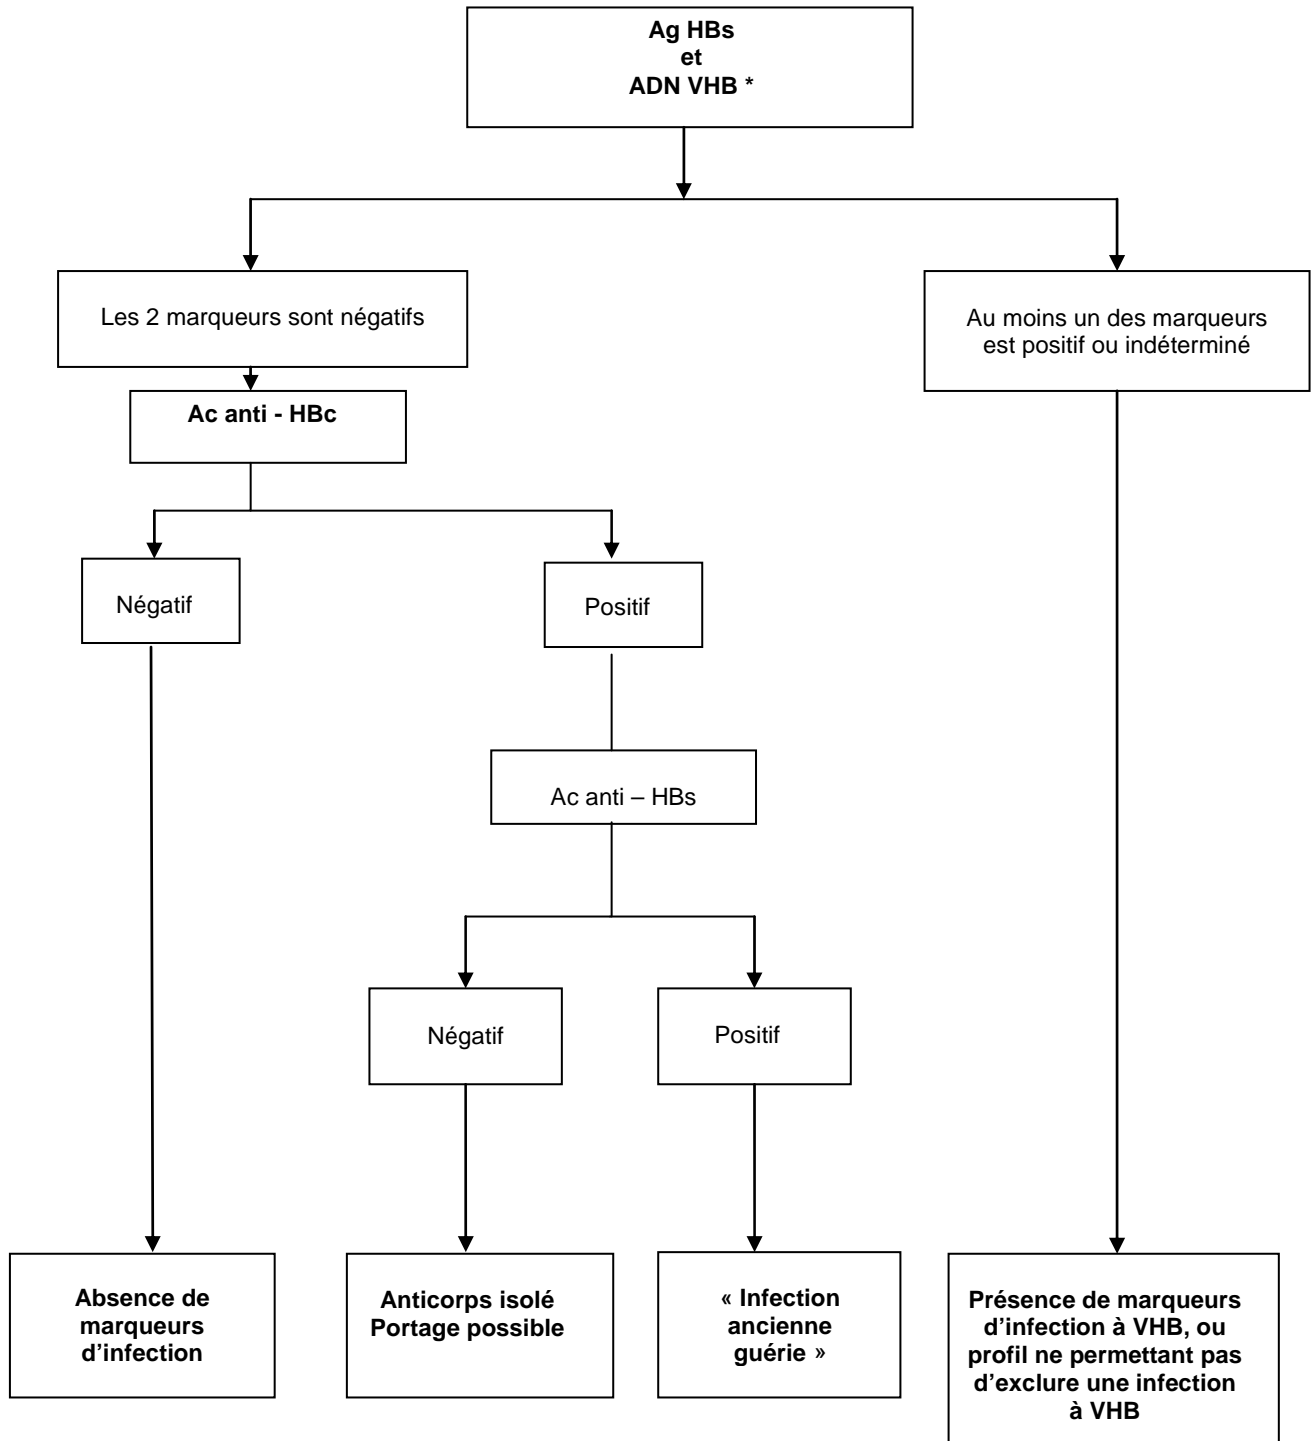 Ag HBs
et
ADN VHB *
Les 2 marqueurs sont négatifs
Au moins un des marqueurs
est positif ou indéterminé
Ac anti - HBc
Négatif
Positif
Ac anti – HBs
Négatif
Positif
Absence de
marqueurs
d’infection
Anticorps isolé
Portage possible
« Infection
ancienne
guérie »
Présence de marqueurs
d’infection à VHB, ou
profil ne permettant pas
d’exclure une infection
à VHB